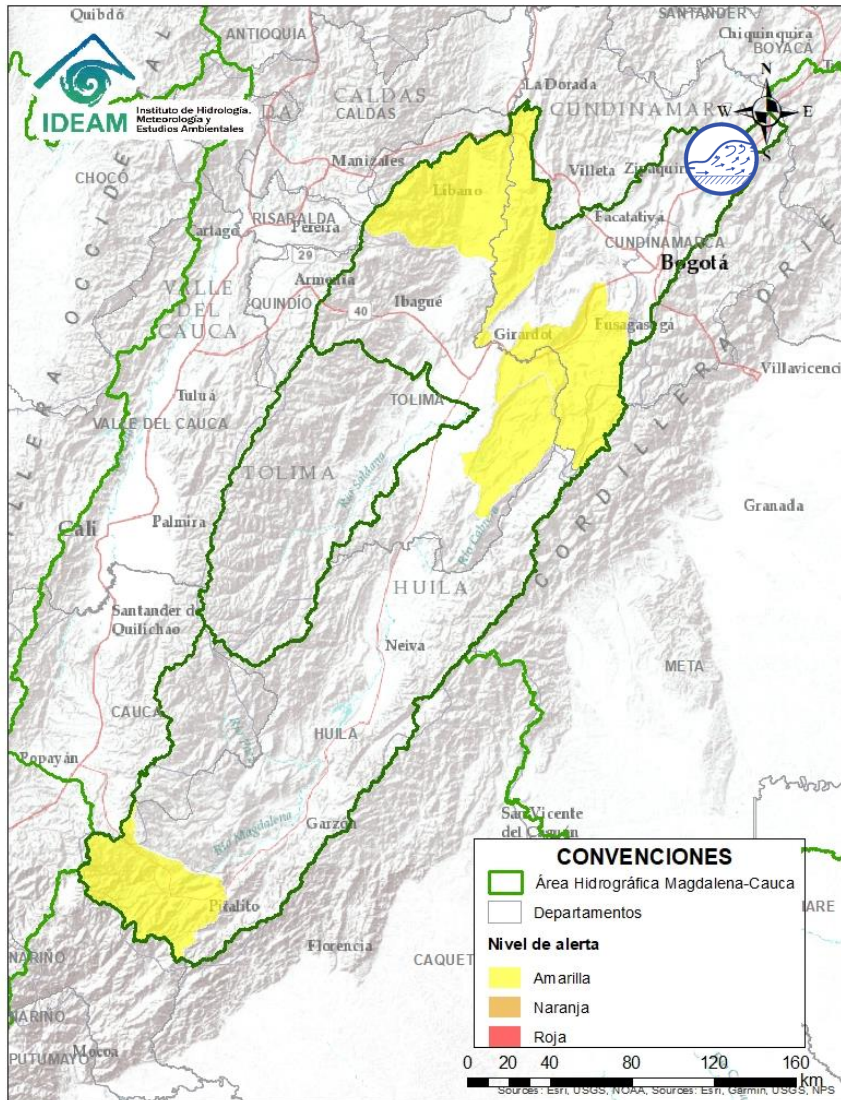 Quibdó
SANTANDER
ANTIOQUIA
Chiquinquira
BOYACÁ
N
W
E
S
IDEAM
Instituto de Hidrología,
Meteorología y
Estudios Ambientales
CALDAS
CALDAS
La Dorada
CUNDINAMAR
Manizales
Líbano
Villeta
CHOCÓ
RISARALDA
Pereira
Facatativá
CUNDINAMARCA
Bogotá
29
VALLE
DEL
CAUCA
Armenia
QUINDÍO
40
Ibagué
Girardot
Fusagasugá
Villavicenci
Tuluá
TOLIMA
VALLE DEL CAUCA
TOLIMA
Río Saldaña
CORDILLERA ORIE
Granada
Cali
Palmira
Río Cabrera
HUILA
Santander de
Quilichao
Neiva
META
CAUCA
HUILA
Popayán
Río Magdalena
Garzón
San Vicente
del Caguán
Pitalito
Florencia
NARIÑO
CAQUET
IARE
NARIÑO
PUTUMAYO
Mocoa
CONVENCIONES
Área Hidrográfica Magdalena-Cauca
Departamentos
Nivel de alerta
Amarilla
Naranja
Roja
0 20 40 80 120 160
km
Sources: Esri, USGS, NOAA, Sources: Esri, Garmin, USGS, NPS